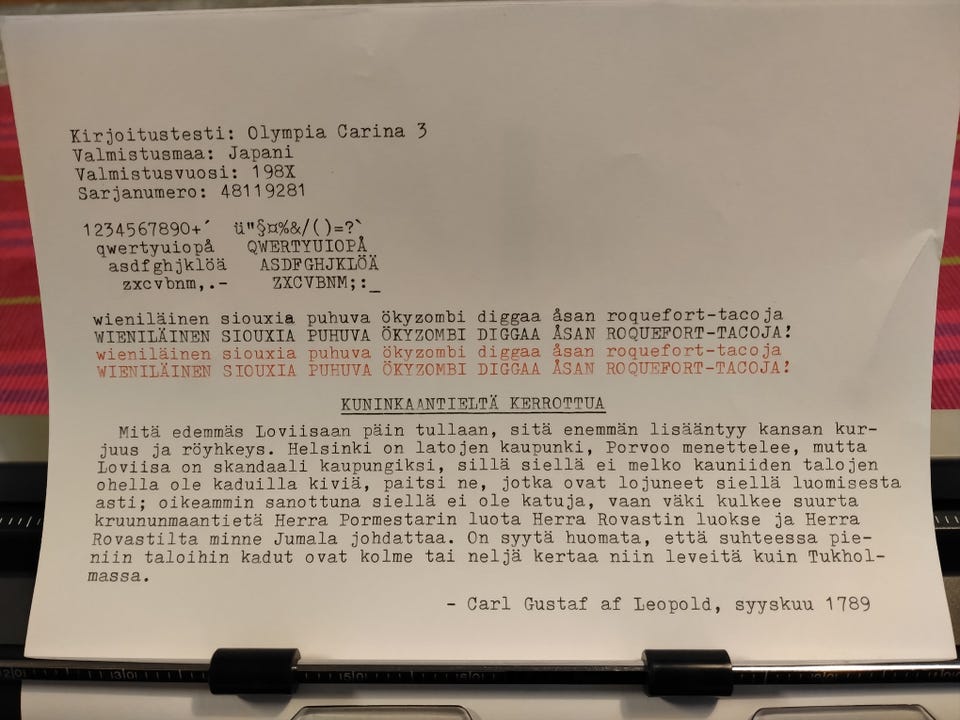 Kirjoitustesti: Olympia Carina 3
Valmistusmaa: Japani
Valmistusvuosi: 198X
Sarjanumero: 48119281
1234567890+´ ü"§¤%&/()=?`
qwertyuiopå QWERTYUIOPÅ
asdfghjklöä ASDFGHJKLÖÄ
zxcvbnm,.- ZXCVBNM;:_
wieniläinen siouxia puhuva ökyzombi diggaa åsan roquefort-tacoja
WIENILÄINEN SIOUXIA PUHUVA ÖKYZOMBI DIGGAA ÅSAN ROQUEFORT-TACOJA!
wieniläinen siouxia puhuva ökyzombi diggaa åsan roquefort-tacoja
WIENILÄINEN SIOUXIA PUHUVA ÖKYZOMBI DIGGAA ÅSAN ROQUEFORT-TACOJA!
KUNINKAANTIELTÄ KERROTTUA
Mitä edemmäs Loviisaan päin tullaan, sitä enemmän lisääntyy kansan kur-
juus ja röyhkeys. Helsinki on latojen kaupunki, Porvoo menettelee, mutta
Loviisa on skandaali kaupungiksi, sillä siellä ei melko kauniiden talojen
ohella ole kaduilla kiviä, paitsi ne, jotka ovat lojuneet siellä luomisesta
asti; oikeammin sanottuna siellä ei ole katuja, vaan väki kulkee suurta
kruununmaantietä Herra Pormestarin luota Herra Rovastin luokse ja Herra
Rovastilta minne Jumala johdattaa. On syytä huomata, että suhteessa pie-
niin taloihin kadut ovat kolme tai neljä kertaa niin leveitä kuin Tukhol-
massa.
- Carl Gustaf af Leopold, syyskuu 1789